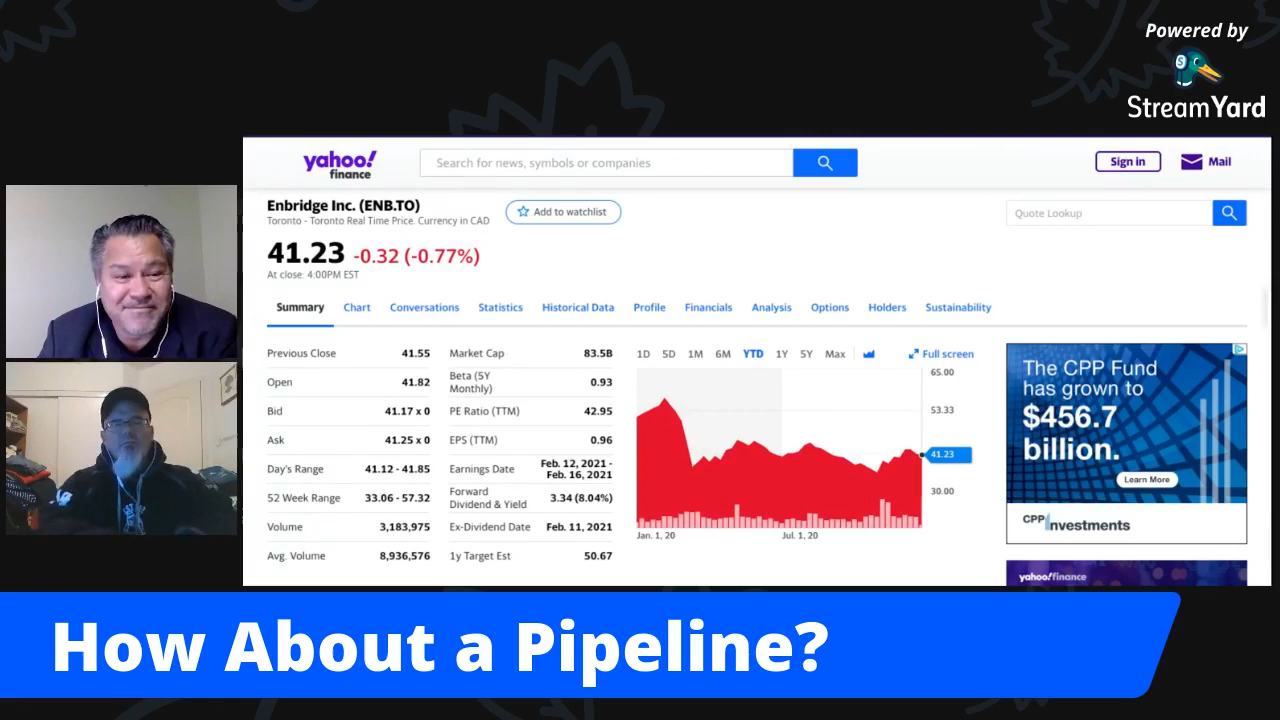 Powered by
StreamYard
yahoo!
finance
Search for news, symbols or companies
Sign in
Mail
Enbridge Inc. (ENB.TO)
Toronto - Toronto Real Time Price. Currency in CAD
Add to watchlist
Quote Lookup
41.23 -0.32 (-0.77%)
At close: 4:00PM EST
Summary Chart Conversations Statistics Historical Data Profile Financials Analysis Options Holders Sustainability
Previous Close 41.55
Open 41.82
Bid 41.17 x 0
Ask 41.25 x 0
Day's Range 41.12 - 41.85
52 Week Range 33.06 - 57.32
Volume 3,183,975
Avg. Volume 8,936,576
Market Cap 83.5B
Beta (5Y
Monthly) 0.93
PE Ratio (TTM) 42.95
EPS (TTM) 0.96
Earnings Date Feb. 12, 2021 -
Feb. 16, 2021
Forward
Dividend & Yield 3.34 (8.04%)
Ex-Dividend Date Feb. 11, 2021
1y Target Est 50.67
1D 5D 1M 6M YTD 1Y 5Y Max
Full screen
65.00
53.33
41.23
30.00
Jan. 1, 20 Jul. 1, 20
The CPP Fund
has grown to
$456.7
billion.
Learn More
CPP Investments
yahoo!finance
How About a Pipeline?